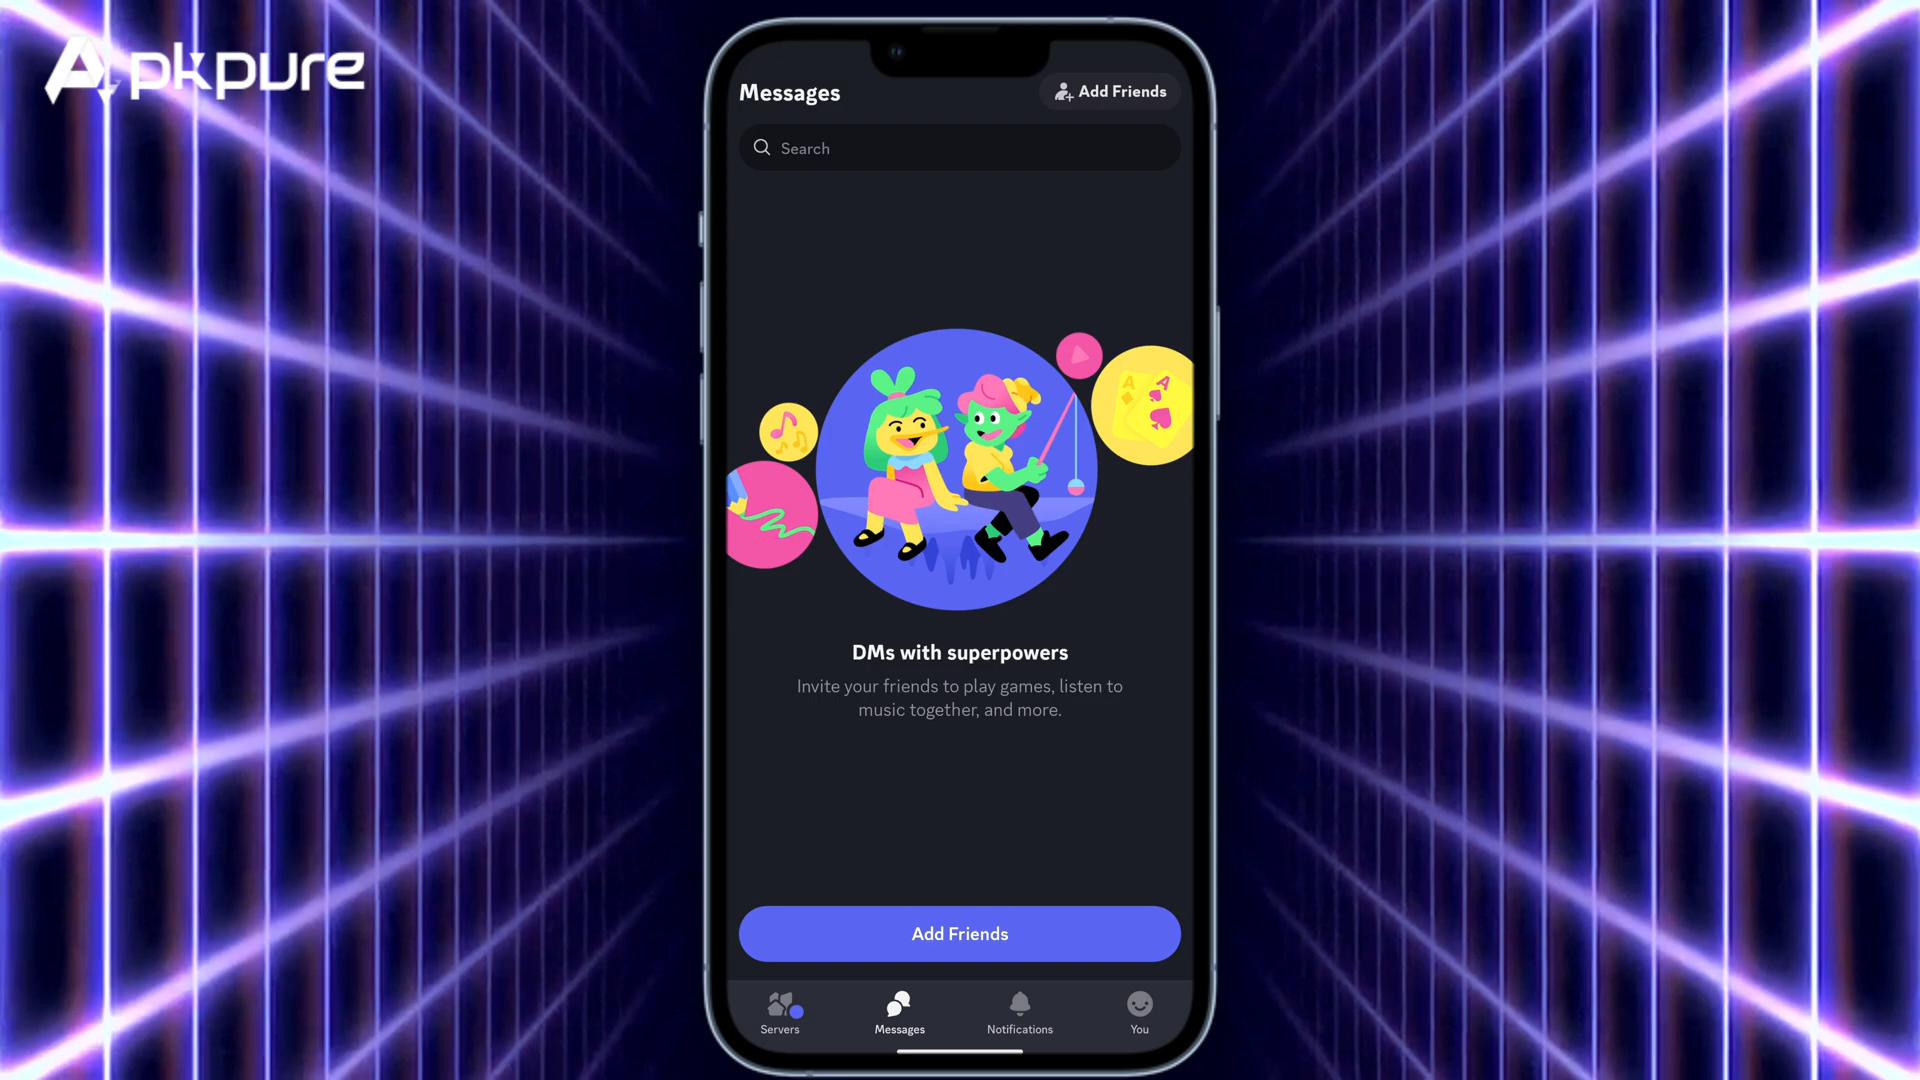 Apkpure
Messages
Add Friends
Search
A
A
DMs with superpowers
Invite your friends to play games, listen to
music together, and more.
Add Friends
Servers
Messages
Notifications
You